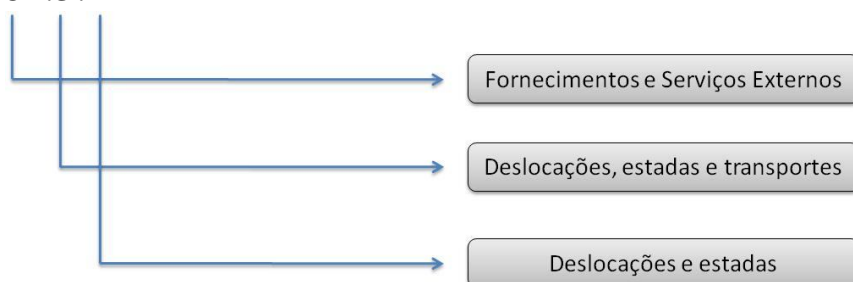 Fornecimentos e Serviços Externos
Deslocações, estadas e transportes
Deslocações e estadas